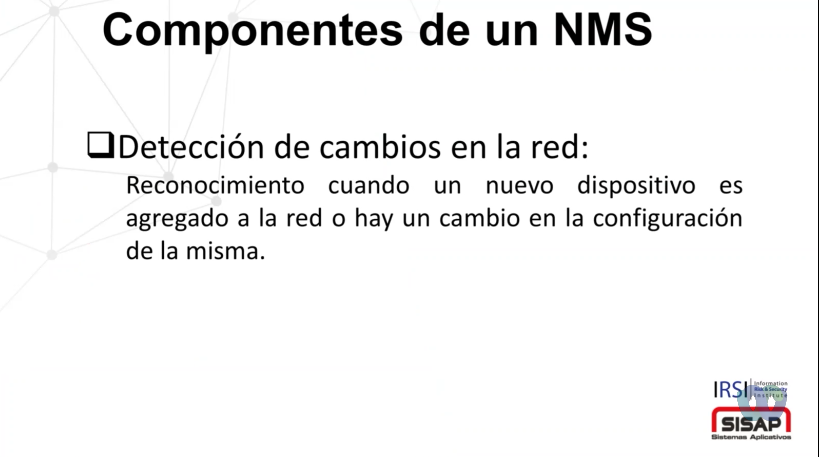 Componentes de un NMS
Detección de cambios en la red:
Reconocimiento cuando un nuevo dispositivo es
agregado a la red o hay un cambio en la configuración
de la misma.
IRSI
Information
Risk & Security
Institute
SISAP
Sistemas Aplicativos